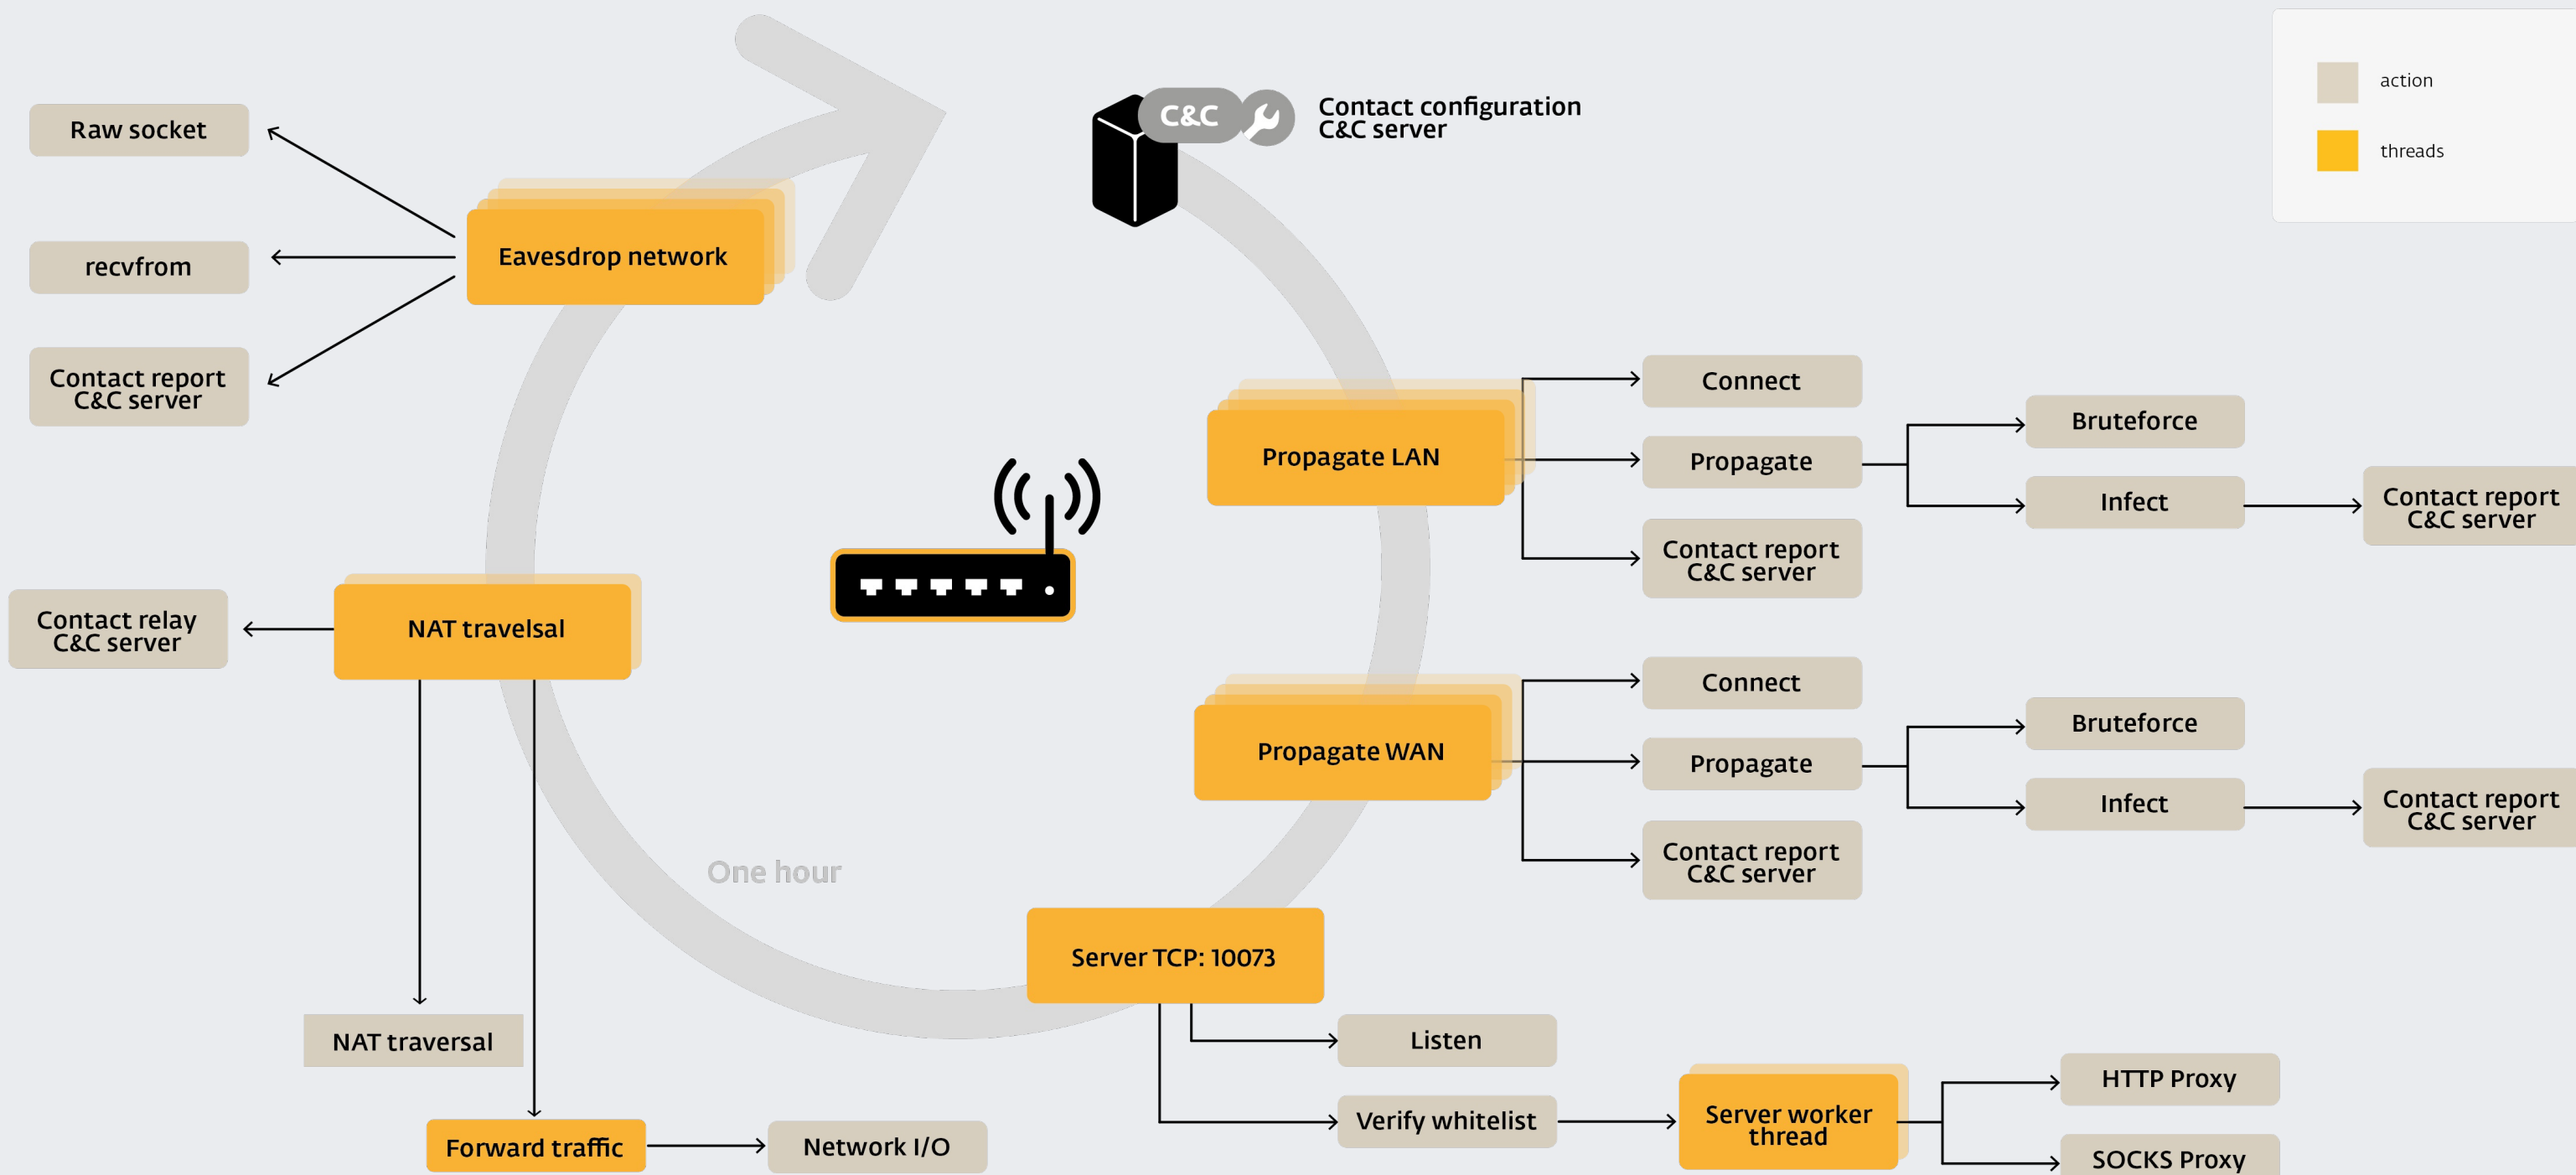 C&C
Contact configuration
C&C server
action
threads
Raw socket
recvfrom
Contact report
C&C server
Eavesdrop network
Propagate LAN
Connect
Propagate
Contact report
C&C server
Bruteforce
Infect
Contact report
C&C server
Contact relay
C&C server
NAT travelsal
Propagate WAN
Connect
Propagate
Contact report
C&C server
Bruteforce
Infect
Contact report
C&C server
One hour
Server TCP: 10073
NAT traversal
Forward traffic
Network I/O
Listen
Verify whitelist
Server worker
thread
HTTP Proxy
SOCKS Proxy